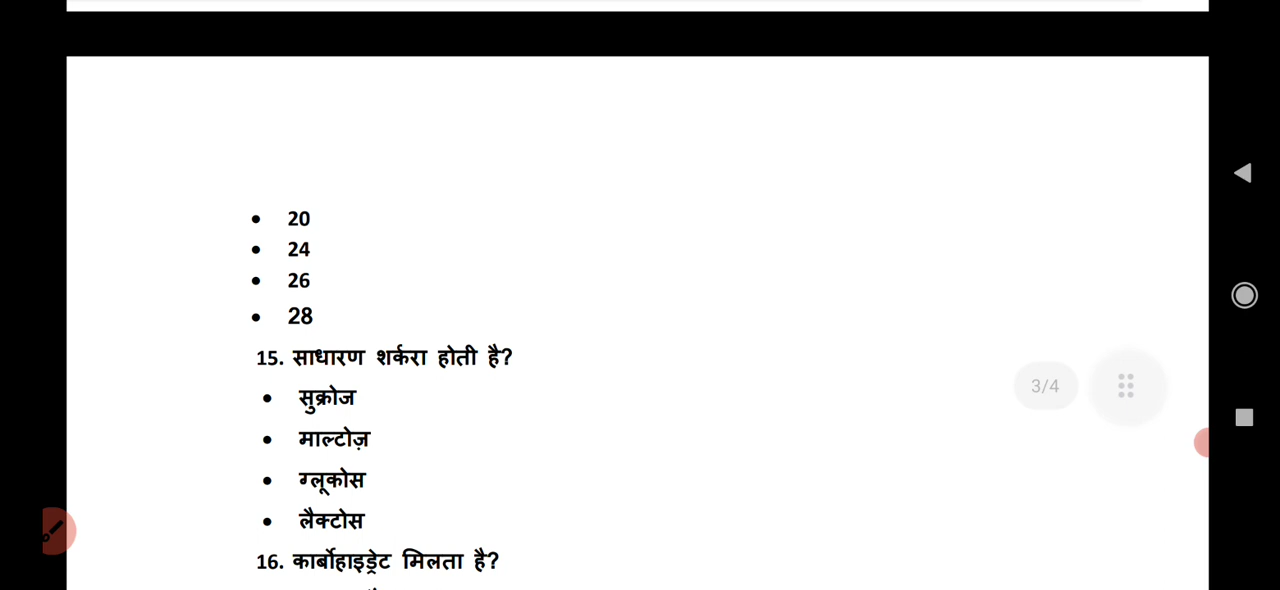 20
24
26
28
15. साधारण शर्करा होती है?
सुक्रोज
माल्टोज़
ग्लूकोस
लैक्टोस
16. कार्बोहाइड्रेट मिलता है?
3/4